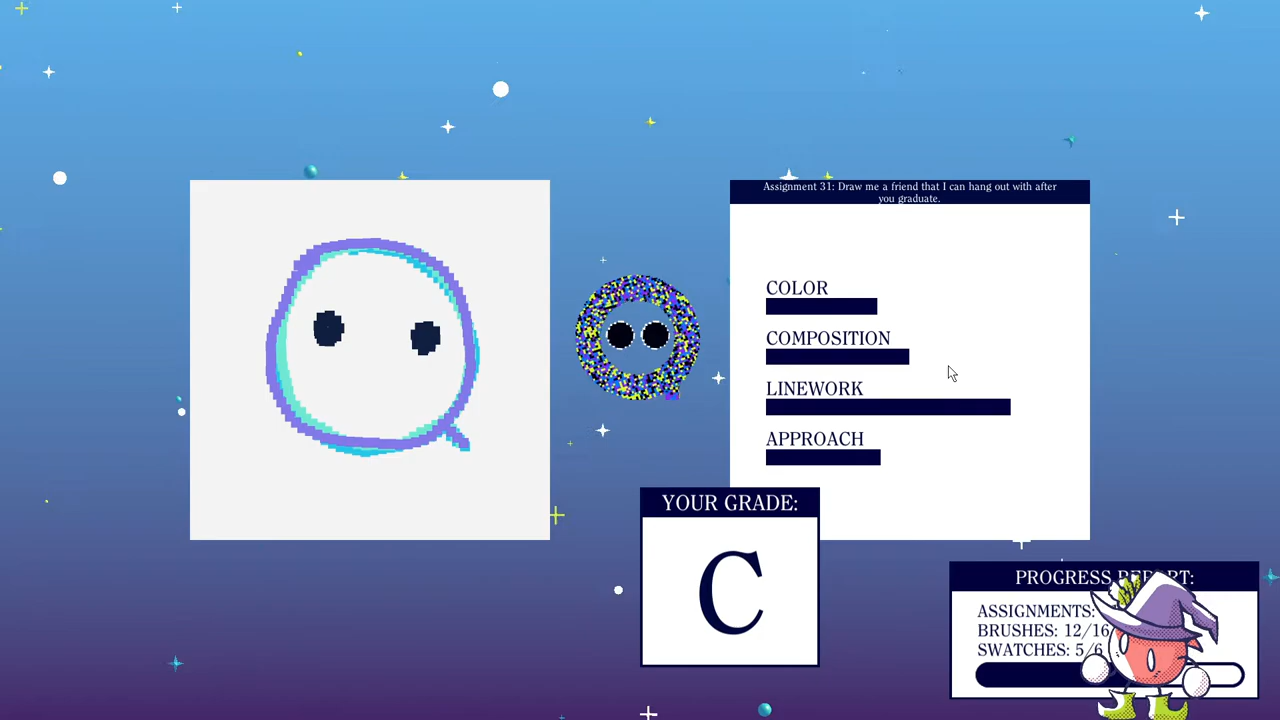 Assignment 31: Draw me a friend that I can hang out with after
you graduate.
COLOR
COMPOSITION
LINEWORK
APPROACH
YOUR GRADE:
C
PROGRESS REPORT:
ASSIGNMENTS:
BRUSHES: 12/16
SWATCHES: 5/6